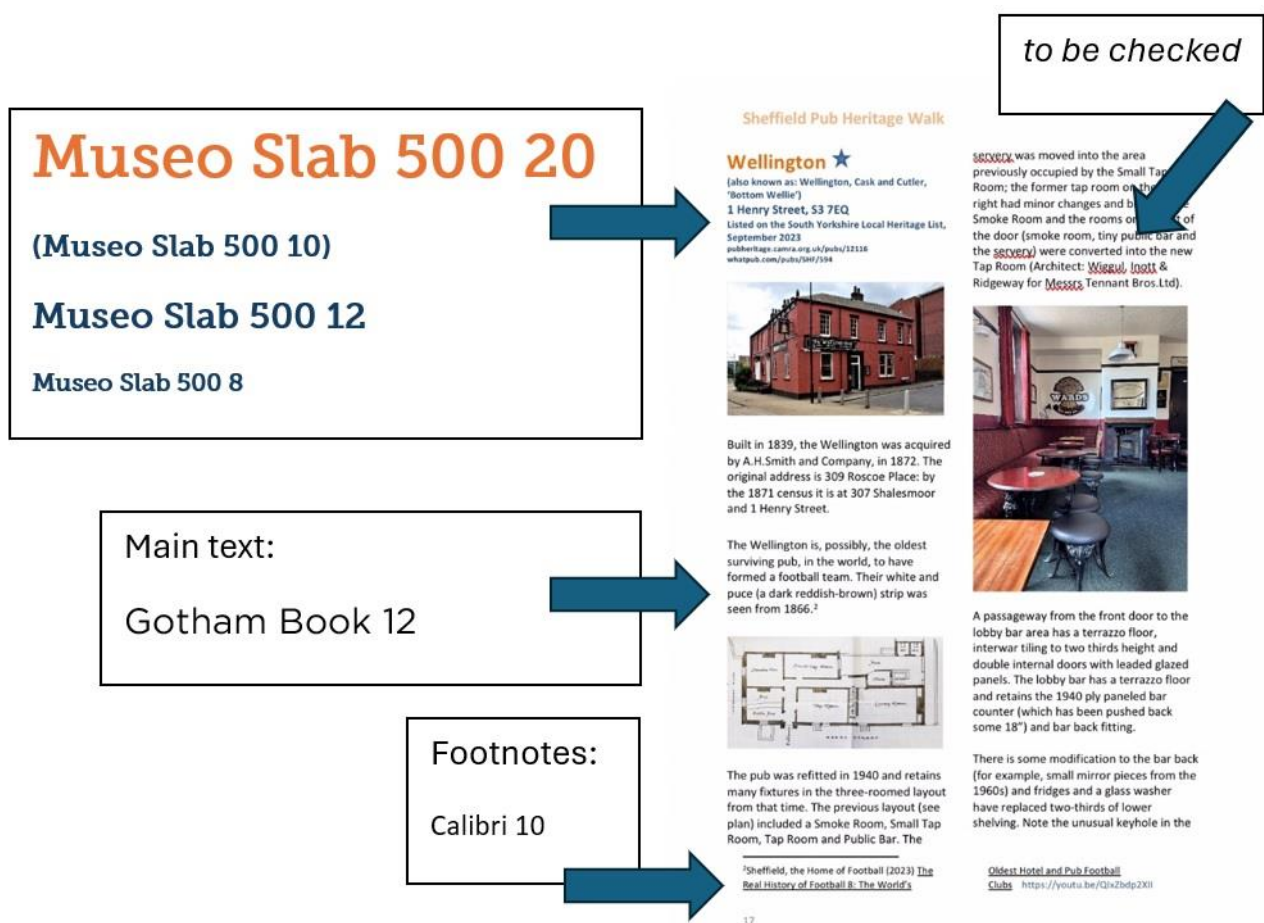 to be checked
Museo Slab 500 20
(Museo Slab 500 10)
Museo Slab 500 12
Museo Slab 500 8
Main text:
Gotham Book 12
Footnotes:
Calibri 10
Sheffield Pub Heritage Walk
Wellington
(also known as: Wellington, Cask and Cutler,
'Bottom Wellie')
1 Henry Street, S3 7EQ
Listed on the South Yorkshire Local Heritage List,
September 2023
pubheritage.camra.org.uk/pubs/12116
whatpub.com/pubs/SHF/594
Built in 1839, the Wellington was acquired
by A.H.Smith and Company, in 1872. The
original address is 309 Roscoe Place: by
the 1871 census it is at 307 Shalesmoor
and 1 Henry Street.
The Wellington is, possibly, the oldest
surviving pub, in the world, to have
formed a football team. Their white and
puce (a dark reddish-brown) strip was
seen from 1866.²
The pub was refitted in 1940 and retains
many fixtures in the three-roomed layout
from that time. The previous layout (see
plan) included a Smoke Room, Small Tap
Room, Tap Room and Public Bar. The
²Sheffield, the Home of Football (2023) The
Real History of Football 8: The World's
17
servery was moved into the area
previously occupied by the Small Tap
Room; the former tap room on the
right had minor changes and
Smoke Room and the rooms of
the door (smoke room, tiny public bar and
the servery) were converted into the new
Tap Room (Architect: Wiggul, Inott &
Ridgeway for Messrs Tennant Bros.Ltd).
WARDS
A passageway from the front door to the
lobby bar area has a terrazzo floor,
interwar tiling to two thirds height and
double internal doors with leaded glazed
panels. The lobby bar has a terrazzo floor
and retains the 1940 ply paneled bar
counter (which has been pushed back
some 18") and bar back fitting.
There is some modification to the bar back
(for example, small mirror pieces from the
1960s) and fridges and a glass washer
have replaced two-thirds of lower
shelving. Note the unusual keyhole in the
Oldest Hotel and Pub Football
Clubs https://youtu.be/QIxZbdp2XII